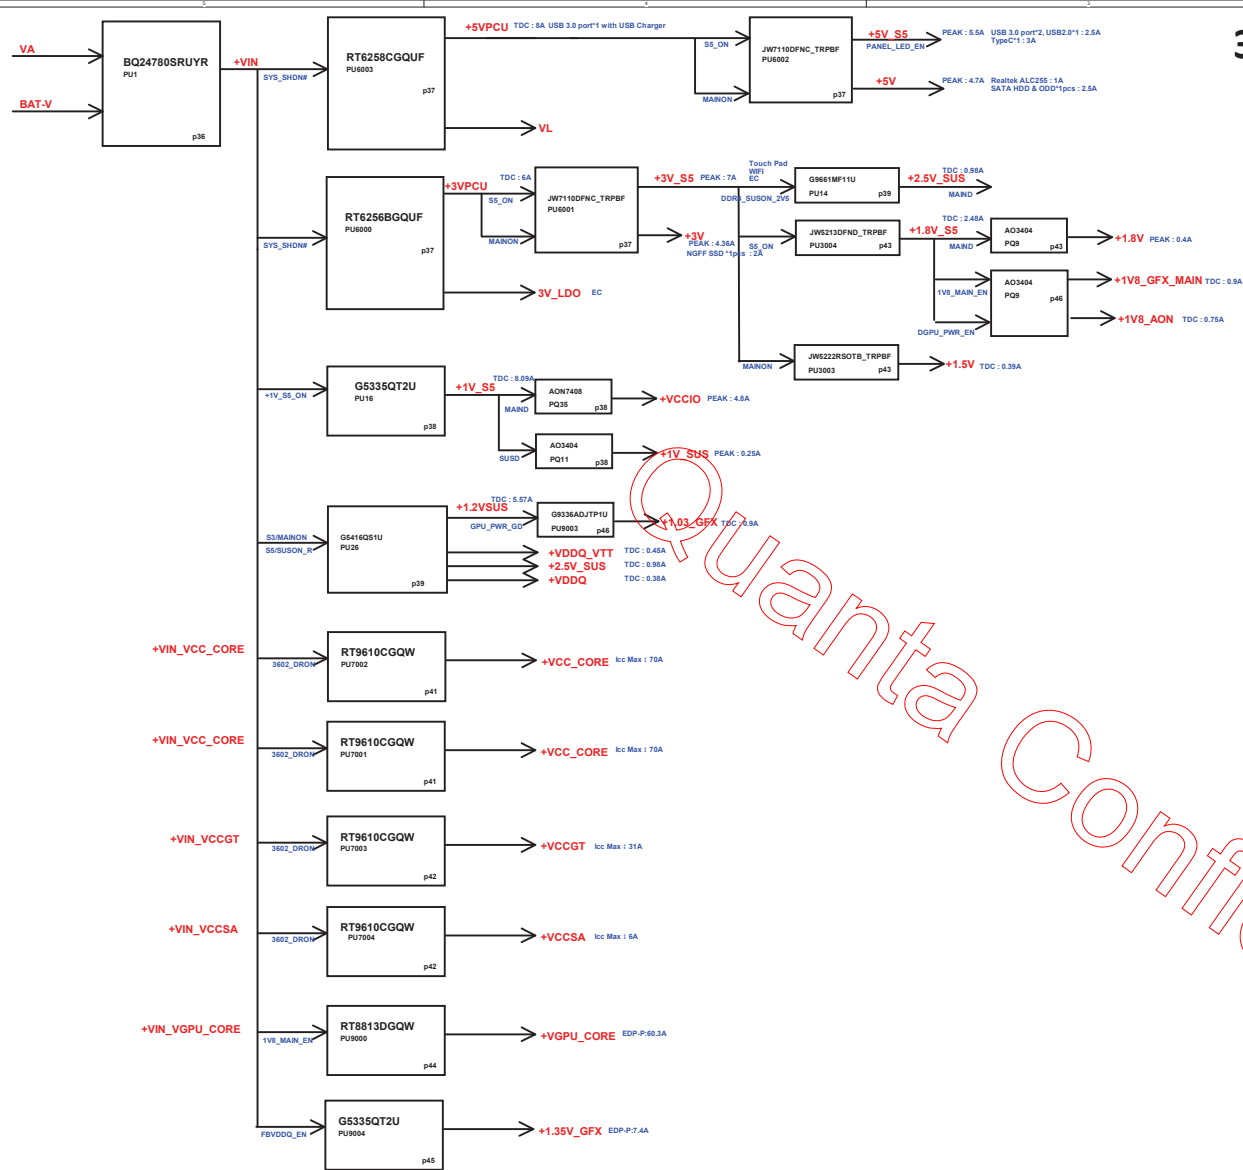 5
4
3
VA
BAT-V
BQ24780SRUYR
PU1
p36
+VIN
SYS_SHDN#
RT6258CGQUF
PU6003
p37
+5VPCU TDC : 8A USB 3.0 port*1 with USB Charger
VL
S5_ON
MAINON
JW7110DFNC_TRPBF
PU6002
p37
+5V_S5
PANEL_LED_EN
PEAK : 5.5A USB 3.0 port*2, USB2.0*1 : 2.5A
TypeC*1 : 3A
+5V
PEAK : 4.7A Realtek ALC255 : 1A
SATA HDD & ODD*1pcs : 2.5A
3
SYS_SHDN#
RT6256BGQUF
PU6000
p37
+3VPCU
TDC : 6A
S5_ON
MAINON
3V_LDO EC
JW7110DFNC_TRPBF
PU6001
p37
+3V_S5 PEAK : 7A
Touch Pad
WIFI
EC
+3V
PEAK : 4.36A
NGFF SSD *1pcs : 2A
DDR4_SUSON_2V5
G9661MF11U
PU14 p39
TDC : 0.98A
+2.5V_SUS
MAIND
S5_ON
JW5213DFND_TRPBF
PU3004 p43
TDC : 2.48A
+1.8V_S5
MAIND
AO3404
PQ9 p43
+1.8V PEAK : 0.4A
1V8_MAIN_EN
DGPU_PWR_EN
AO3404
PQ9 p46
+1V8_GFX_MAIN TDC : 0.9A
+1V8_AON TDC : 0.75A
MAINON
JW5222RSOTB_TRPBF
PU3003 p43
+1.5V TDC : 0.39A
+1V_S5_ON
G5335QT2U
PU16
p38
+1V_S5
TDC : 8.09A
MAIND
AON7408
PQ35 p38
+VCCIO PEAK : 4.8A
SUSD
AO3404
PQ11 p38
+1V_SUS PEAK : 0.25A
S3/MAINON
S5/SUSON_R
G5416QS1U
PU26
p39
+1.2VSUS
TDC : 5.57A
GPU_PWR_GD
G9336ADJTP1U
PU9003 p46
+1.03_GFX TDC : 0.9A
+VDDQ_VTT TDC : 0.45A
+2.5V_SUS TDC : 0.98A
+VDDQ TDC : 0.38A
+VIN_VCC_CORE
3602_DRON
RT9610CGQW
PU7002
p41
+VCC_CORE Icc Max : 70A
+VIN_VCC_CORE
3602_DRON
RT9610CGQW
PU7001
p41
+VCC_CORE Icc Max : 70A
+VIN_VCCGT
3602_DRON
RT9610CGQW
PU7003
p42
+VCCGT Icc Max : 31A
+VIN_VCCSA
3602_DRON
RT9610CGQW
PU7004
p42
+VCCSA Icc Max : 6A
+VIN_VGPU_CORE
1V8_MAIN_EN
RT8813DGQW
PU9000
p44
+VGPU_CORE EDP-P:60.3A
FBVDDQ_EN
G5335QT2U
PU9004
p45
+1.35V_GFX EDP-P:7.4A
Quanta Confi